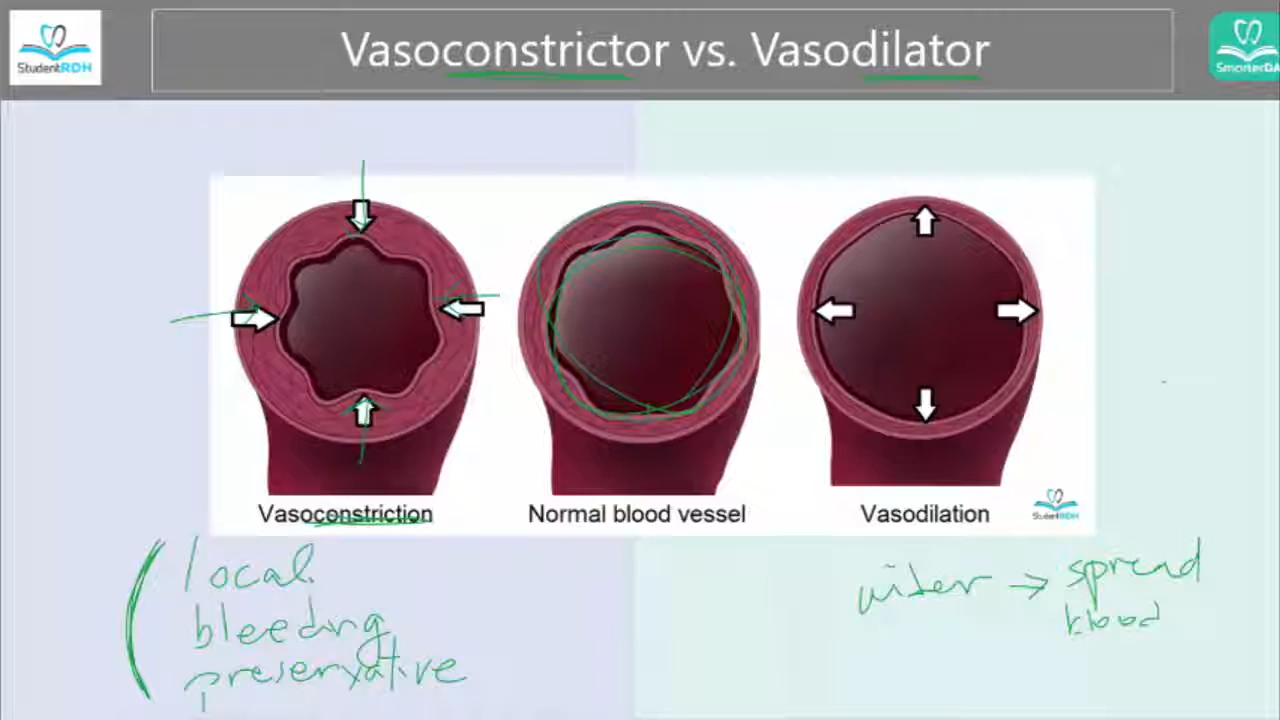 StudentRDH
Vasoconstrictor vs. Vasodilator
SmarterDA
Vasoconstriction
Normal blood vessel
Vasodilation
StudentRDH
local
bleeding
preservative
wider → spread
blood